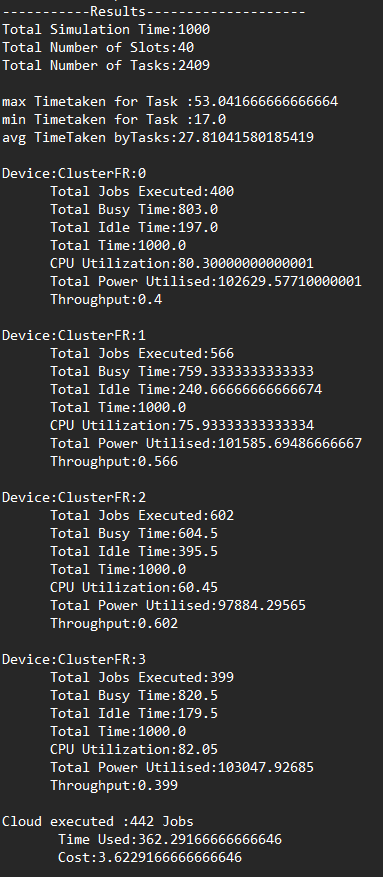 -----------Results--------------------
Total Simulation Time:1000
Total Number of Slots:40
Total Number of Tasks:2409
max Timetaken for Task :53.041666666666664
min Timetaken for Task :17.0
avg TimeTaken byTasks:27.81041580185419
Device:ClusterFR:0
Total Jobs Executed:400
Total Busy Time:803.0
Total Idle Time:197.0
Total Time:1000.0
CPU Utilization:80.30000000000001
Total Power Utilised:102629.57710000001
Throughput:0.4
Device:ClusterFR:1
Total Jobs Executed:566
Total Busy Time:759.3333333333333
Total Idle Time:240.66666666666674
Total Time:1000.0
CPU Utilization:75.93333333333334
Total Power Utilised:101585.69486666667
Throughput:0.566
Device:ClusterFR:2
Total Jobs Executed:602
Total Busy Time:604.5
Total Idle Time:395.5
Total Time:1000.0
CPU Utilization:60.45
Total Power Utilised:97884.29565
Throughput:0.602
Device:ClusterFR:3
Total Jobs Executed:399
Total Busy Time:820.5
Total Idle Time:179.5
Total Time:1000.0
CPU Utilization:82.05
Total Power Utilised:103047.92685
Throughput:0.399
Cloud executed :442 Jobs
Time Used:362.29166666666646
Cost:3.6229166666666646